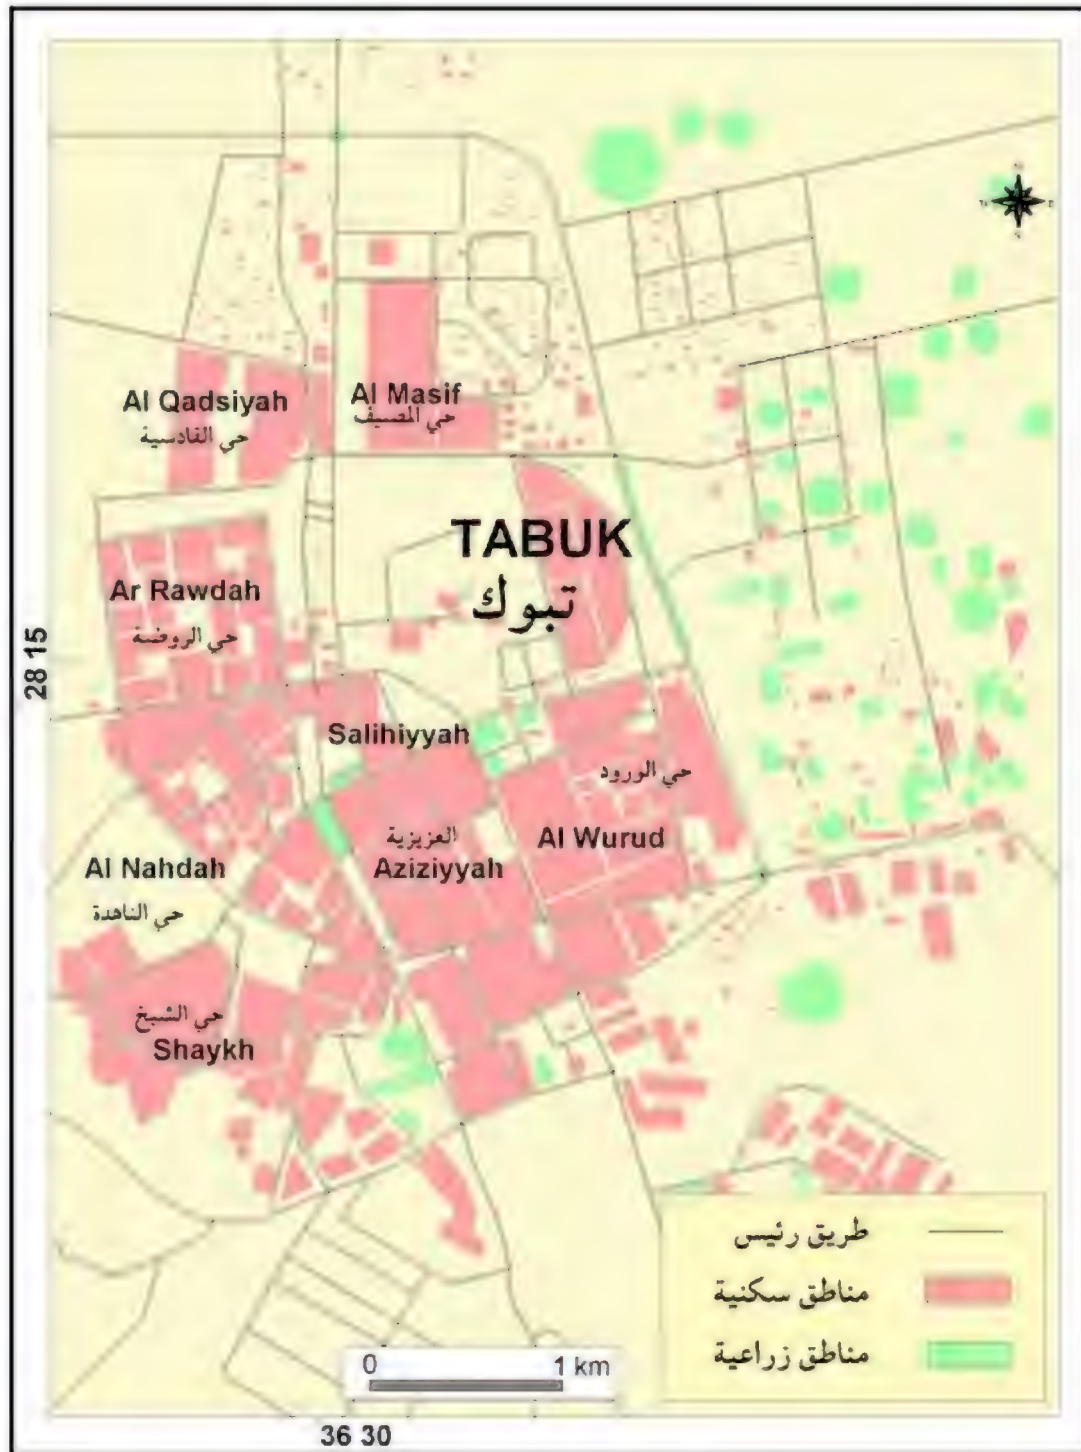 Al Qadsiyah
حي القادسية
Al Masif
حي المصيف
TABUK
تبوك
Ar Rawdah
حي الروضة
28 15
Salihiyyah
حي الورود
Al Wurud
العزيزية
Aziziyyah
Al Nahdah
حي الناهدة
حي الشيخ
Shaykh
طريق رئيس
مناطق سكنية
مناطق زراعية
0 1 km
36 30